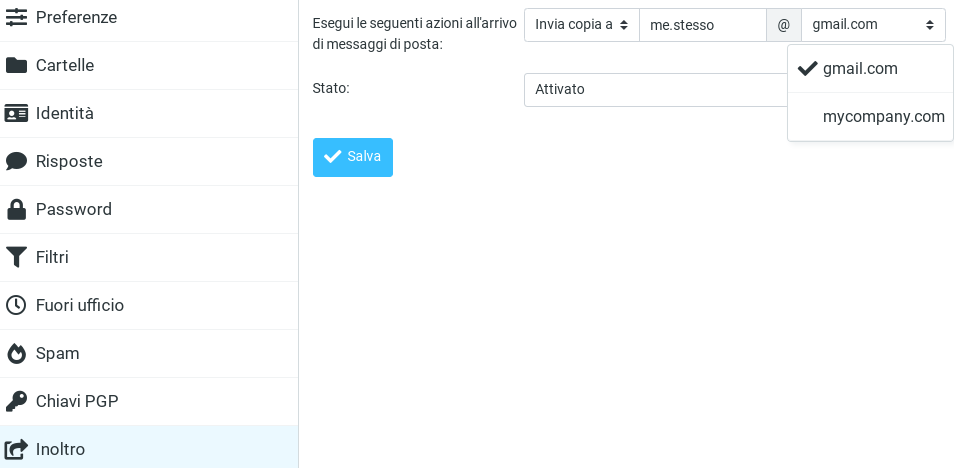 Preferenze
Cartelle
Identità
Risposte
Password
Filtri
Fuori ufficio
Spam
Chiavi PGP
Inoltro
Esegui le seguenti azioni all'arrivo
di messaggi di posta:
Invia copia a me.stesso @ gmail.com
gmail.com
mycompany.com
Stato:
Attivato
Salva